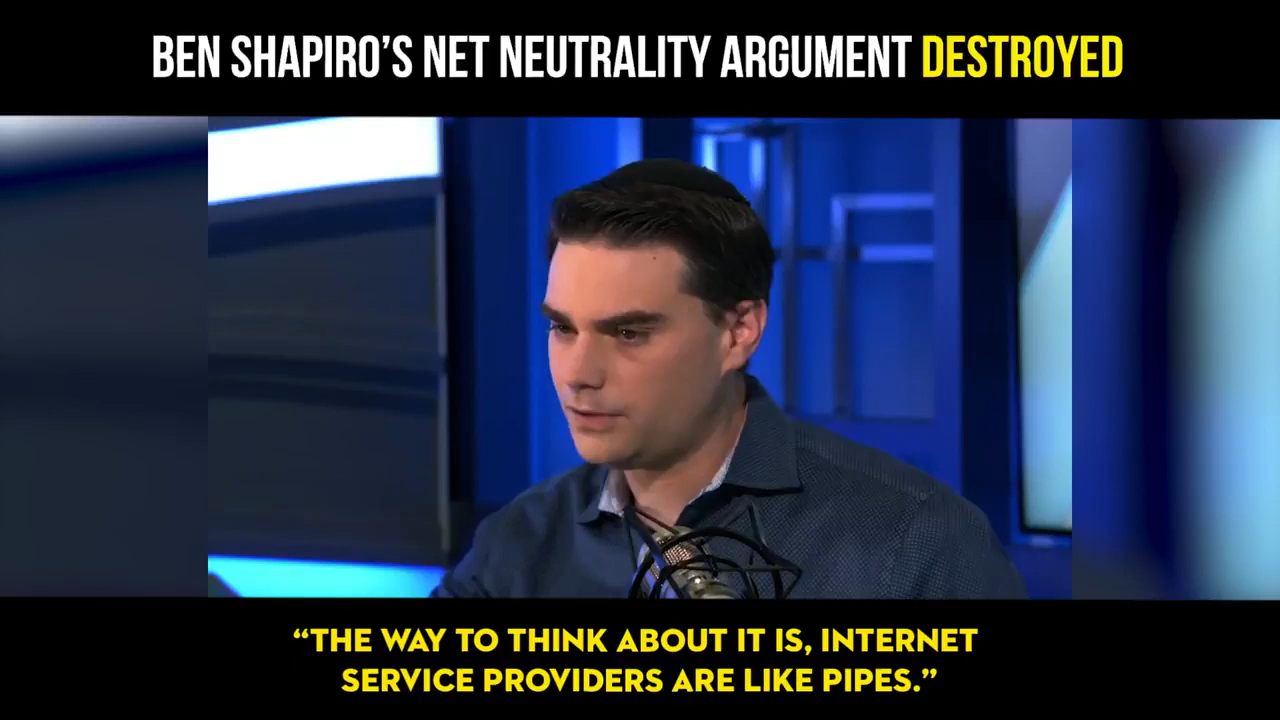 BEN SHAPIRO’S NET NEUTRALITY ARGUMENT DESTROYED
“THE WAY TO THINK ABOUT IT IS, INTERNET
SERVICE PROVIDERS ARE LIKE PIPES.”